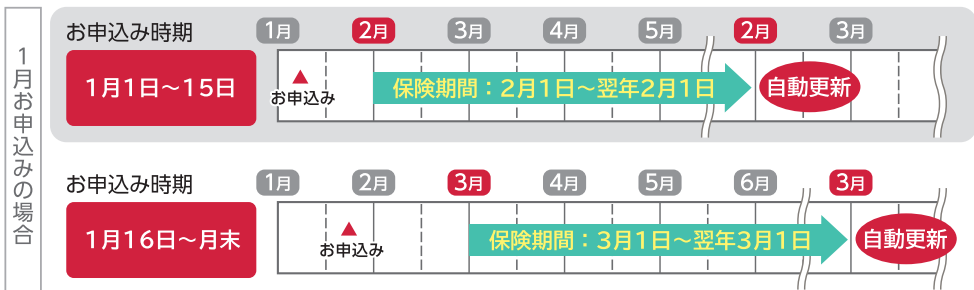 1月お申込みの場合
お申込み時期
1月 2月 3月 4月 5月 2月 3月
1月1日～15日
お申込み
保険期間：2月1日～翌年2月1日
自動更新
お申込み時期
1月 2月 3月 4月 5月 6月 3月
1月16日～月末
お申込み
保険期間：3月1日～翌年3月1日
自動更新